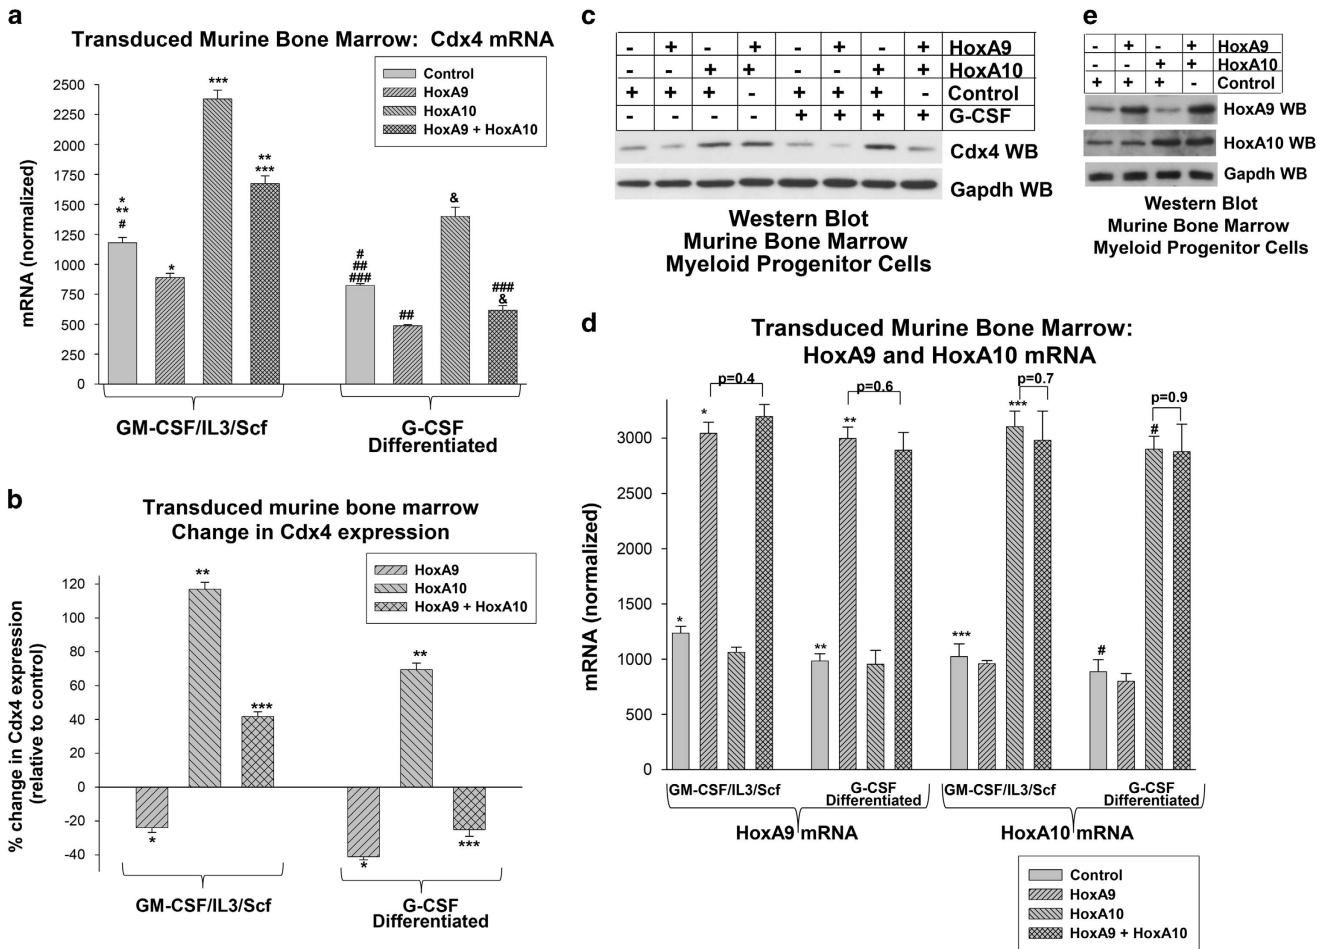 a
Transduced Murine Bone Marrow: Cdx4 mRNA
Control
HoxA9
HoxA10
HoxA9 + HoxA10
mRNA (normalized)
2500
2250
2000
1750
1500
1250
1000
750
500
250
0
*
**
#
*
***
**
***
#
##
###
##
&
###
&
GM-CSF/IL3/Scf
G-CSF
Differentiated
b
Transduced murine bone marrow
Change in Cdx4 expression
HoxA9
HoxA10
HoxA9 + HoxA10
% change in Cdx4 expression
(relative to control)
120
100
80
60
40
20
0
-20
-40
*
**
***
*
**
***
GM-CSF/IL3/Scf
G-CSF
Differentiated
c
- + - + - + - + HoxA9
- - + + - - + + HoxA10
+ + + - + + + - Control
- - - - + + + + G-CSF
Cdx4 WB
Gapdh WB
Western Blot
Murine Bone Marrow
Myeloid Progenitor Cells
e
- + - + HoxA9
- - + + HoxA10
+ + + - Control
HoxA9 WB
HoxA10 WB
Gapdh WB
Western Blot
Murine Bone Marrow
Myeloid Progenitor Cells
d
Transduced Murine Bone Marrow:
HoxA9 and HoxA10 mRNA
mRNA (normalized)
3000
2500
3000
1500
1000
500
0
p=0.4
p=0.6
p=0.7
p=0.9
*
*
**
**
***
***
#
#
GM-CSF/IL3/Scf
G-CSF
Differentiated
GM-CSF/IL3/Scf
G-CSF
Differentiated
HoxA9 mRNA
HoxA10 mRNA
Control
HoxA9
HoxA10
HoxA9 + HoxA10